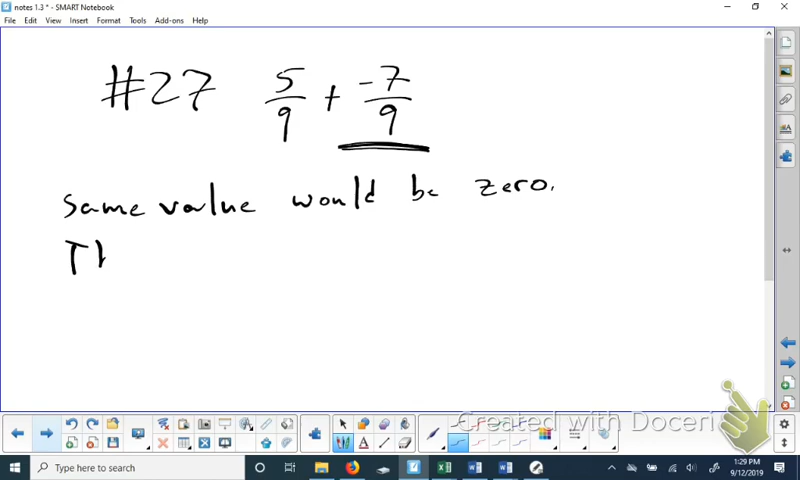 notes 1.3 * - SMART Notebook
File Edit View Insert Format Tools Add-ons Help
#27 5/9 + -7/9
same value would be zero.
Th
Created with Doceri
Type here to search
1:29 PM
9/12/2019